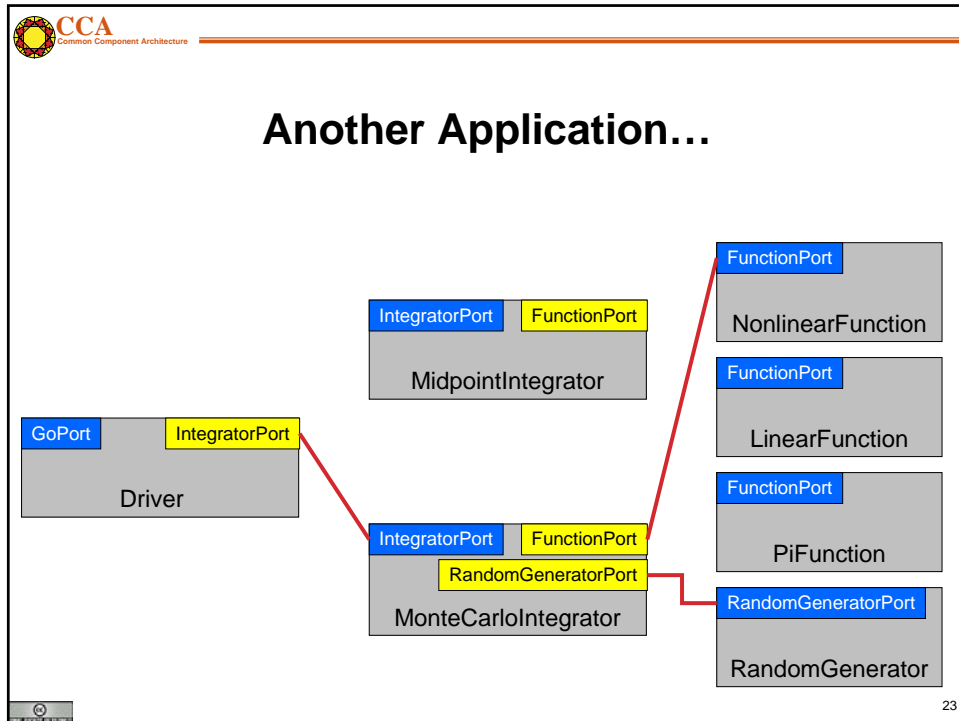 CCA
Common Component Architecture
Another Application…
FunctionPort
NonlinearFunction
IntegratorPort
FunctionPort
MidpointIntegrator
FunctionPort
LinearFunction
GoPort
IntegratorPort
Driver
FunctionPort
PiFunction
IntegratorPort
FunctionPort
RandomGeneratorPort
MonteCarloIntegrator
RandomGeneratorPort
RandomGenerator
23